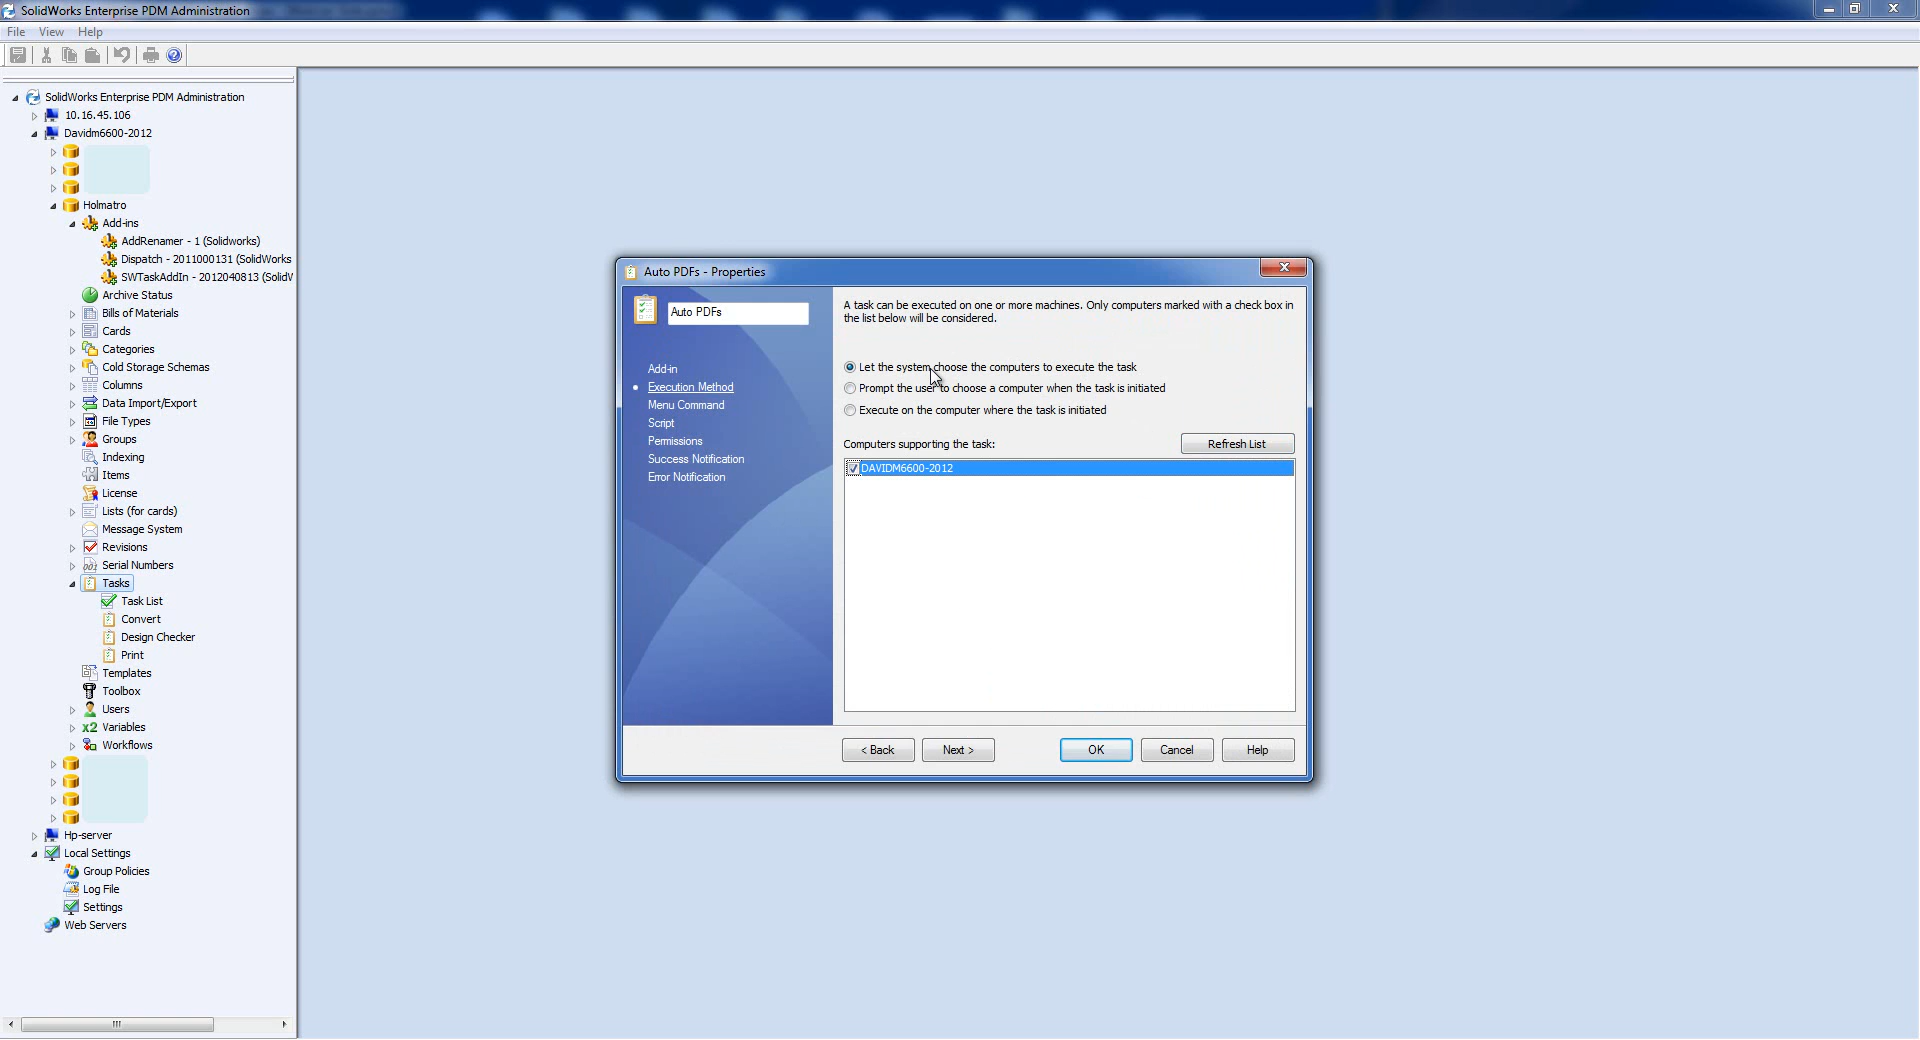 SolidWorks Enterprise PDM Administration
File View Help
SolidWorks Enterprise PDM Administration
10.16.45.106
Davidm6600-2012
Holmatro
Add-ins
AddRenamer - 1 (Solidworks)
Dispatch - 2011000131 (SolidWorks
SWTaskAddIn - 2012040813 (SolidW
Archive Status
Bills of Materials
Cards
Categories
Cold Storage Schemas
Columns
Data Import/Export
File Types
Groups
Indexing
Items
License
Lists (for cards)
Message System
Revisions
Serial Numbers
Tasks
Task List
Convert
Design Checker
Print
Templates
Toolbox
Users
Variables
Workflows
Hp-server
Local Settings
Group Policies
Log File
Settings
Web Servers
Auto PDFs - Properties
Auto PDFs
Add-in
Execution Method
Menu Command
Script
Permissions
Success Notification
Error Notification
A task can be executed on one or more machines. Only computers marked with a check box in
the list below will be considered.
Let the system choose the computers to execute the task
Prompt the user to choose a computer when the task is initiated
Execute on the computer where the task is initiated
Computers supporting the task:
Refresh List
DAVIDM6600-2012
< Back Next > OK Cancel Help